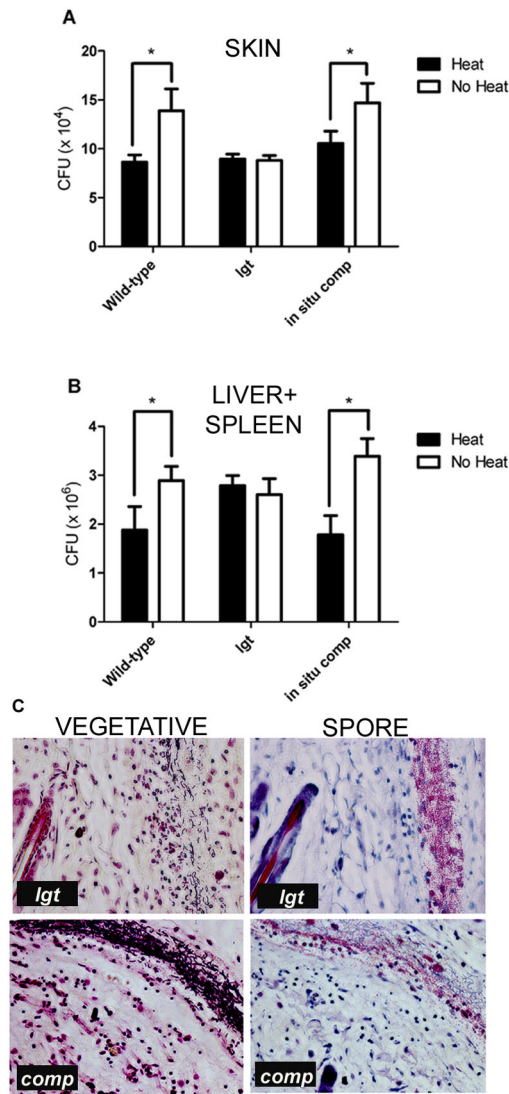 A
SKIN
*
*
Heat
No Heat
CFU (x 10⁴)
20
15
10
5
0
Wild-type
lgt
in situ comp
B
LIVER+
SPLEEN
*
*
Heat
No Heat
CFU (x 10⁶)
4
3
2
1
0
Wild-type
lgt
in situ comp
C
VEGETATIVE
SPORE
lgt
lgt
comp
comp